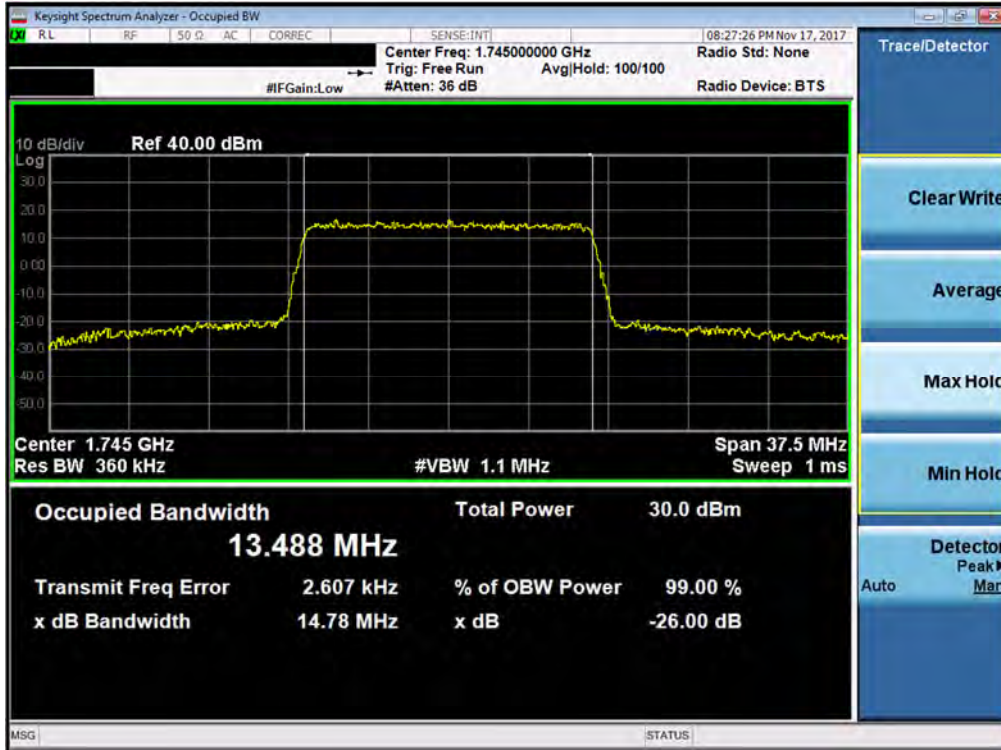 Keysight Spectrum Analyzer - Occupied BW
LXI RL RF 50 Ω AC CORREC SENSE:INT 08:27:26 PM Nov 17, 2017
Center Freq: 1.745000000 GHz Radio Std: None
Trig: Free Run Avg|Hold: 100/100
#IFGain:Low #Atten: 36 dB Radio Device: BTS
Trace/Detector
10 dB/div Ref 40.00 dBm
Log
30.0
20.0
10.0
0.00
-10.0
-20.0
-30.0
-40.0
-50.0
Center 1.745 GHz Span 37.5 MHz
Res BW 360 kHz #VBW 1.1 MHz Sweep 1 ms
Occupied Bandwidth Total Power 30.0 dBm
13.488 MHz
Transmit Freq Error 2.607 kHz % of OBW Power 99.00 %
x dB Bandwidth 14.78 MHz x dB -26.00 dB
Clear Write
Average
Max Hold
Min Hold
Detector
Peak
Auto Man
MSG STATUS